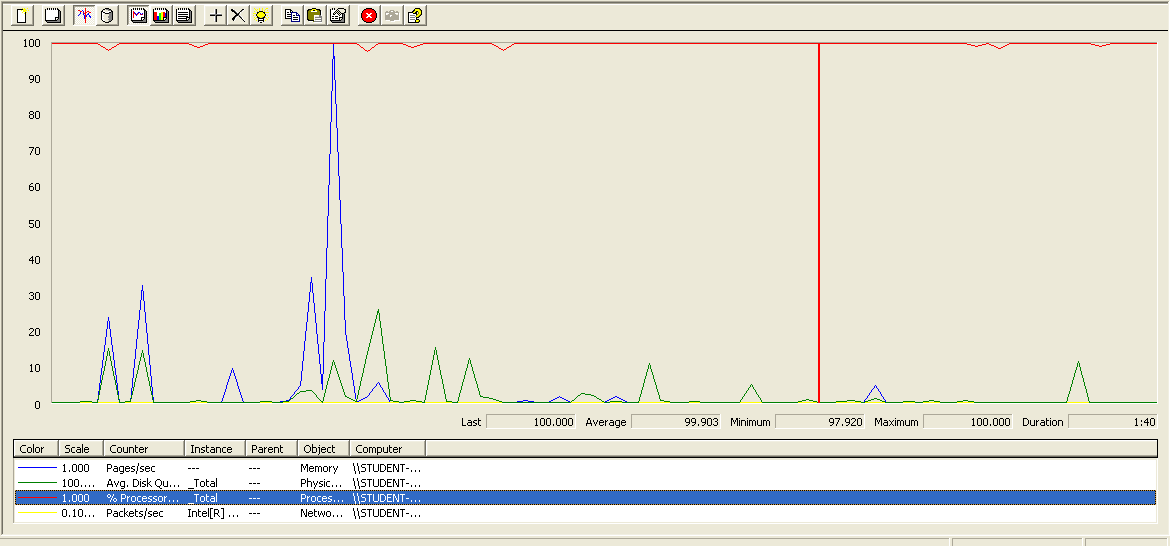 100
90
80
70
60
50
40
30
20
10
0
Last 100.000 Average 99.903 Minimum 97.920 Maximum 100.000 Duration 1:40
Color Scale Counter Instance Parent Object Computer
1.000 Pages/sec --- --- Memory \\STUDENT-...
100.... Avg. Disk Qu... _Total --- Physic... \\STUDENT-...
1.000 % Processor... _Total --- Proces... \\STUDENT-...
0.10... Packets/sec Intel[R] ... --- Netwo... \\STUDENT-...